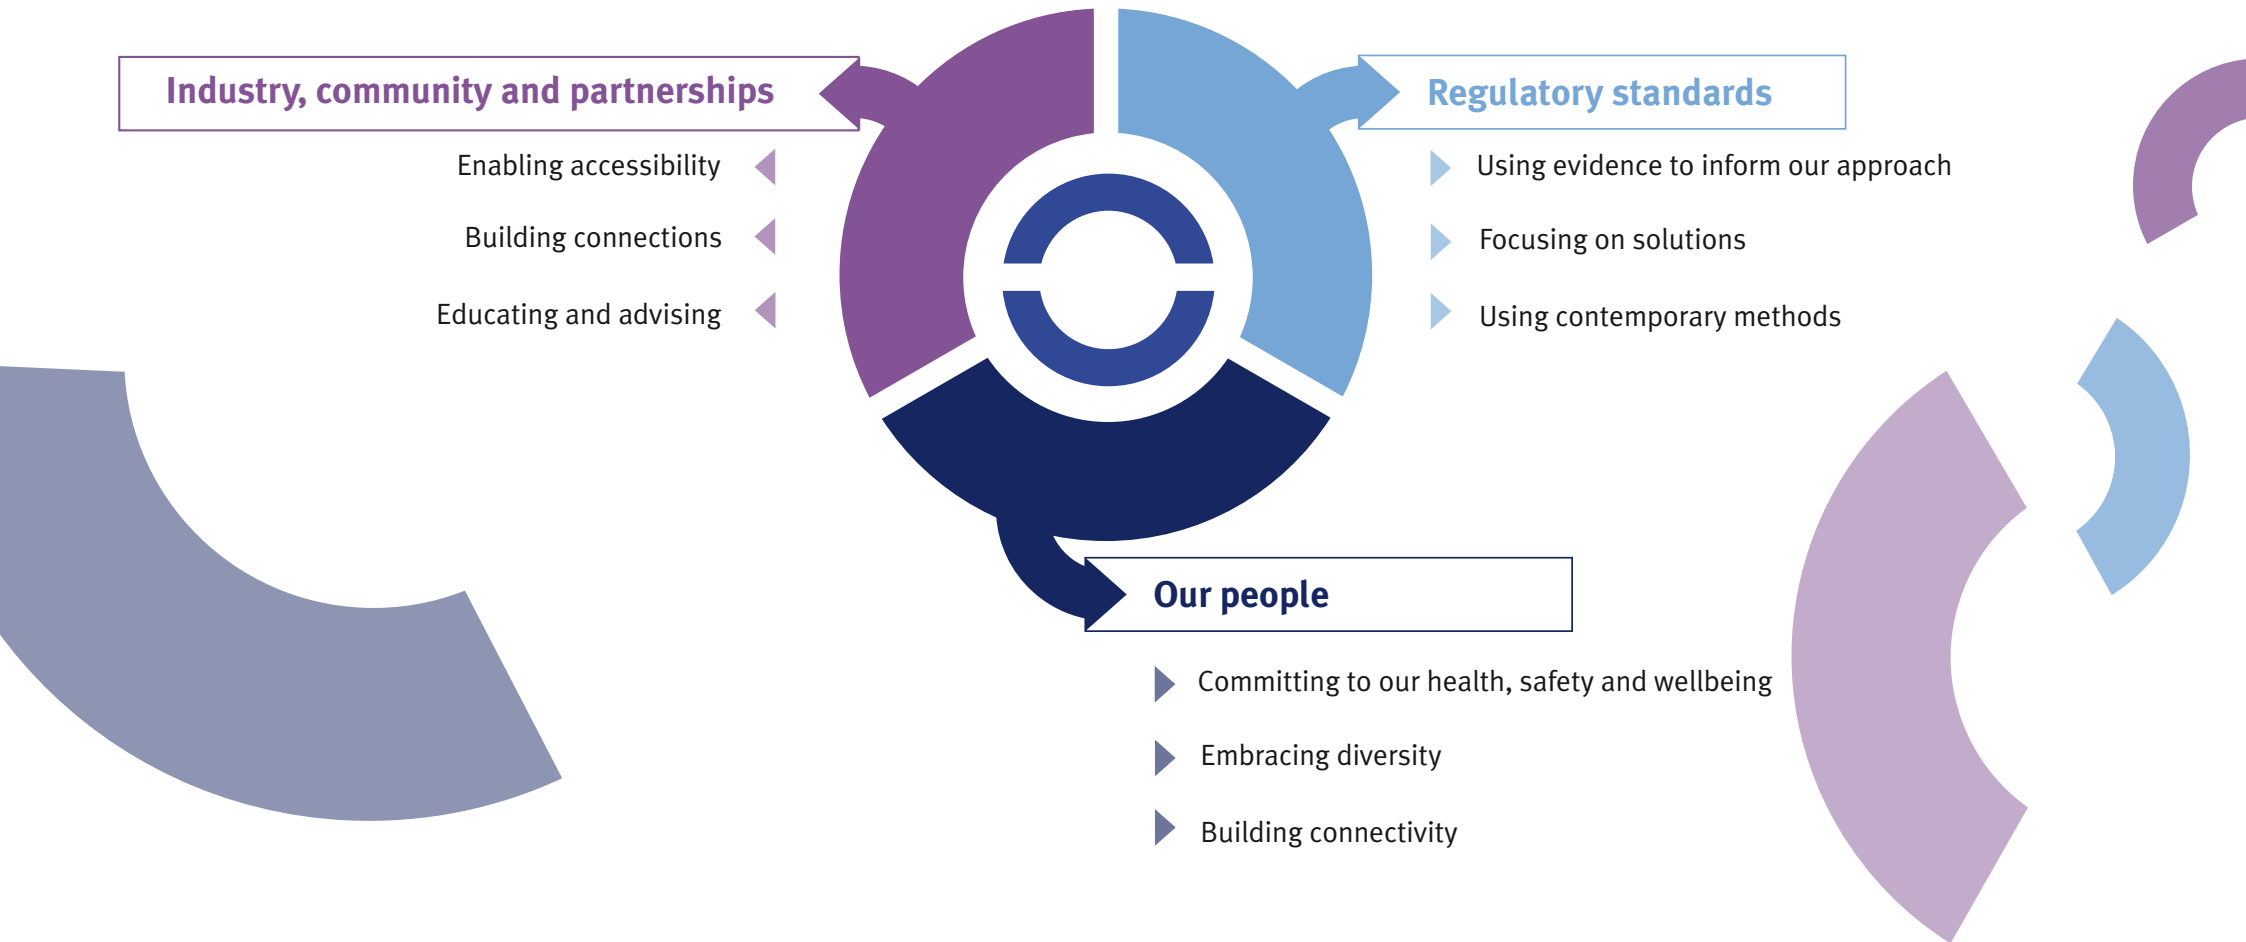 Industry, community and partnerships
Enabling accessibility
Building connections
Educating and advising
Regulatory standards
Using evidence to inform our approach
Focusing on solutions
Using contemporary methods
Our people
Committing to our health, safety and wellbeing
Embracing diversity
Building connectivity